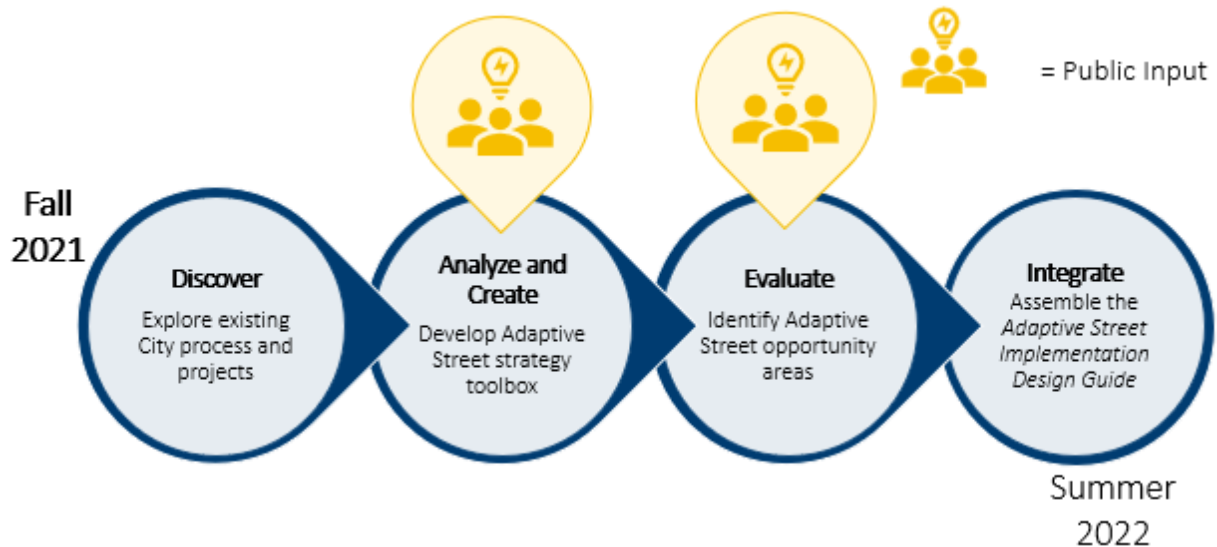 = Public Input
Fall
2021
Discover
Explore existing
City process and
projects
Analyze and
Create
Develop Adaptive
Street strategy
toolbox
Evaluate
Identify Adaptive
Street opportunity
areas
Integrate
Assemble the
Adaptive Street
Implementation
Design Guide
Summer
2022